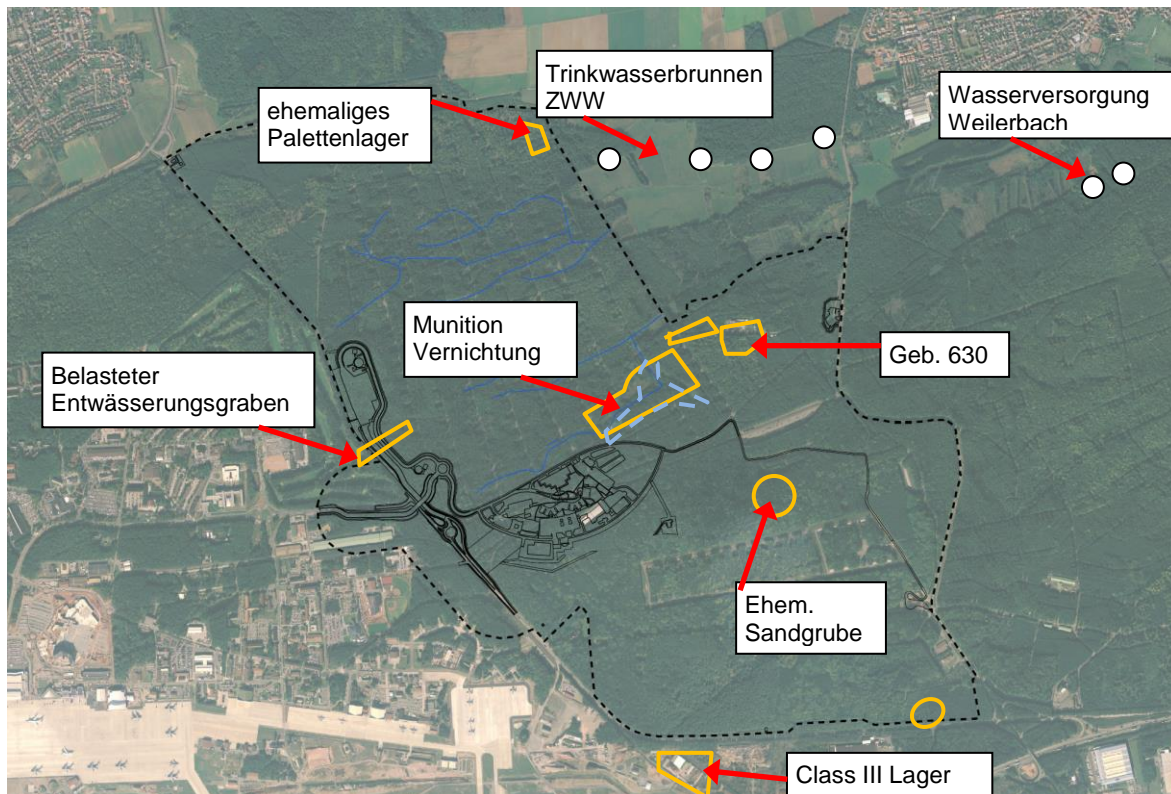 Trinkwasserbrunnen
ZWW
Wasserversorgung
Weilerbach
ehemaliges
Palettenlager
Munition
Vernichtung
Geb. 630
Belasteter
Entwässerungsgraben
Ehem.
Sandgrube
Class III Lager